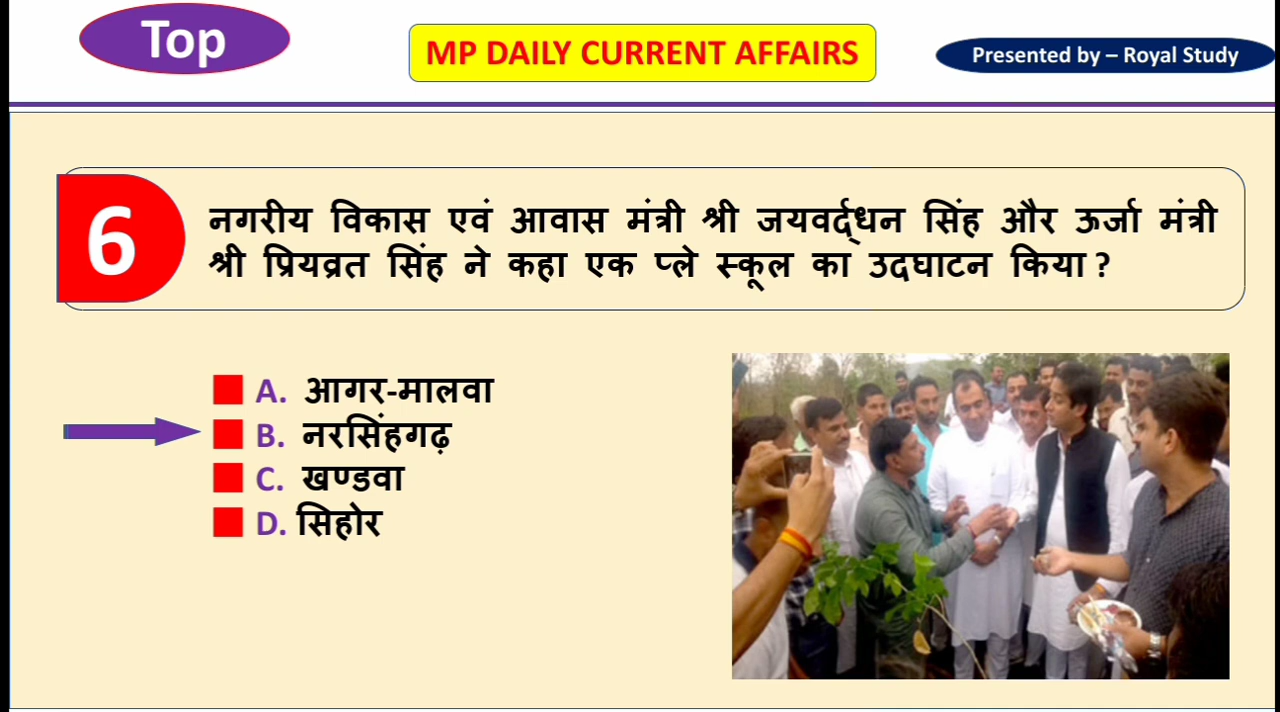 Top
MP DAILY CURRENT AFFAIRS
Presented by – Royal Study
6
नगरीय विकास एवं आवास मंत्री श्री जयवर्द्धन सिंह और ऊर्जा मंत्री
श्री प्रियव्रत सिंह ने कहा एक प्ले स्कूल का उदघाटन किया ?
A. आगर-मालवा
B. नरसिंहगढ़
C. खण्डवा
D. सिहोर